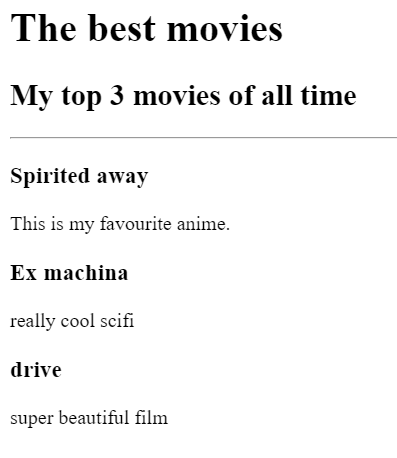 The best movies
My top 3 movies of all time
Spirited away
This is my favourite anime.
Ex machina
really cool scifi
drive
super beautiful film